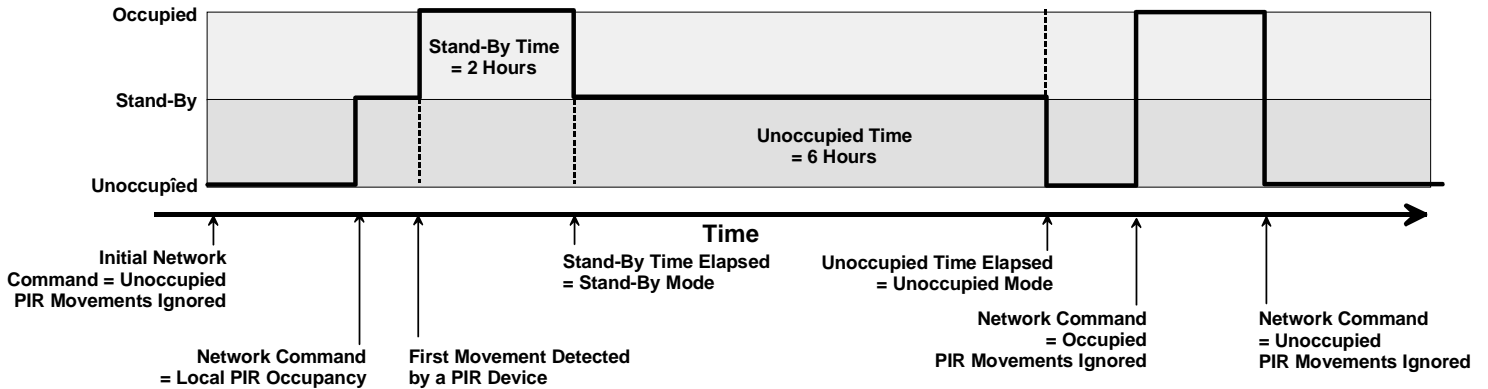 Occupied
Stand-By Time
= 2 Hours
Stand-By
Unoccupied Time
= 6 Hours
Unoccupîed
Time
Initial Network
Command = Unoccupied
PIR Movements Ignored
Stand-By Time Elapsed
= Stand-By Mode
Unoccupied Time Elapsed
= Unoccupied Mode
Network Command
= Local PIR Occupancy
First Movement Detected
by a PIR Device
Network Command
= Occupied
PIR Movements Ignored
Network Command
= Unoccupied
PIR Movements Ignored